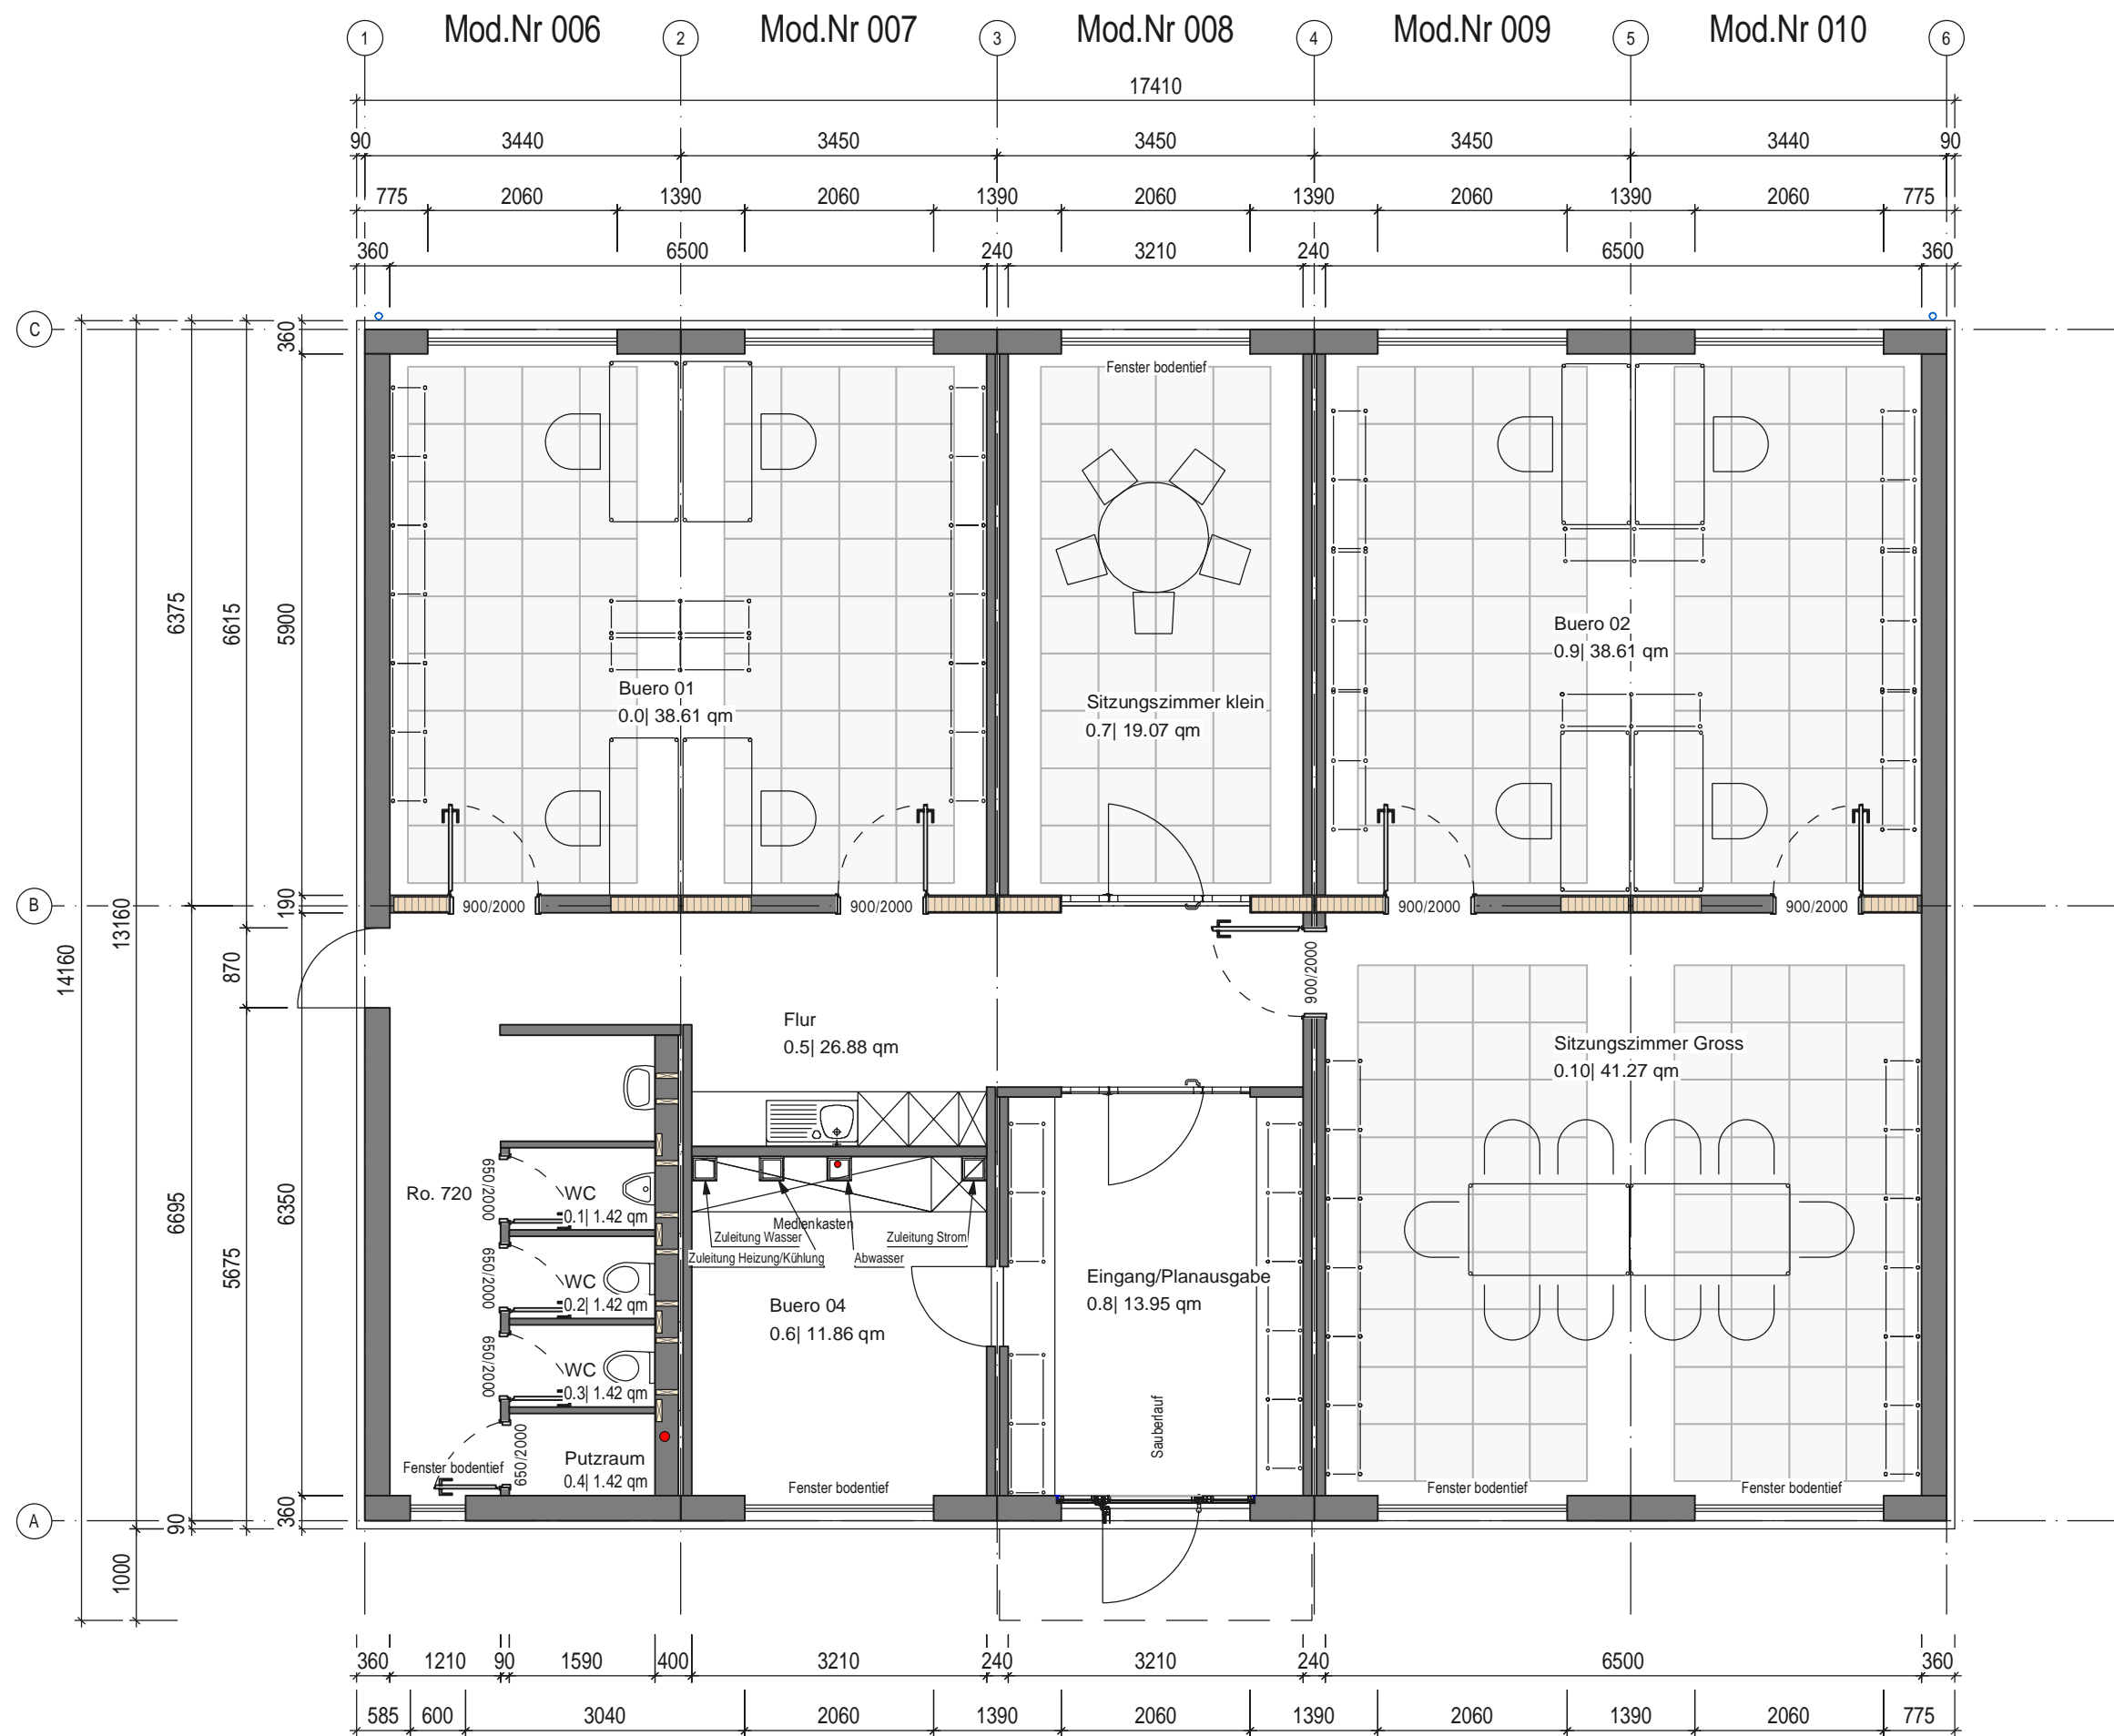 Mod.Nr 006 Mod.Nr 007 Mod.Nr 008 Mod.Nr 009 Mod.Nr 010
1 2 3 4 5 6
17410
90 3440 3450 3450 3450 3440 90
775 2060 1390 2060 1390 2060 1390 2060 1390 2060 775
360 6500 240 3210 240 6500 360
C
B
A
14160
13160
1000
6375
6695
90
6615
870
5675
360
5900
190
6350
360
Fenster bodentief
Buero 01
0.0| 38.61 qm
Sitzungszimmer klein
0.7| 19.07 qm
Buero 02
0.9| 38.61 qm
900/2000 900/2000 900/2000 900/2000
900/2000
Flur
0.5| 26.88 qm
Sitzungszimmer Gross
0.10| 41.27 qm
Ro. 720
650/2000
WC
0.1| 1.42 qm
650/2000
WC
0.2| 1.42 qm
650/2000
WC
0.3| 1.42 qm
650/2000
Putzraum
0.4| 1.42 qm
Fenster bodentief
Medienkasten
Zuleitung Wasser
Zuleitung Strom
Zuleitung Heizung/Kühlung
Abwasser
Buero 04
0.6| 11.86 qm
Fenster bodentief
Eingang/Planausgabe
0.8| 13.95 qm
Sauberlauf
Fenster bodentief
Fenster bodentief
360 1210 90 1590 400 3210 240 3210 240 6500 360
585 600 3040 2060 1390 2060 1390 2060 1390 2060 775